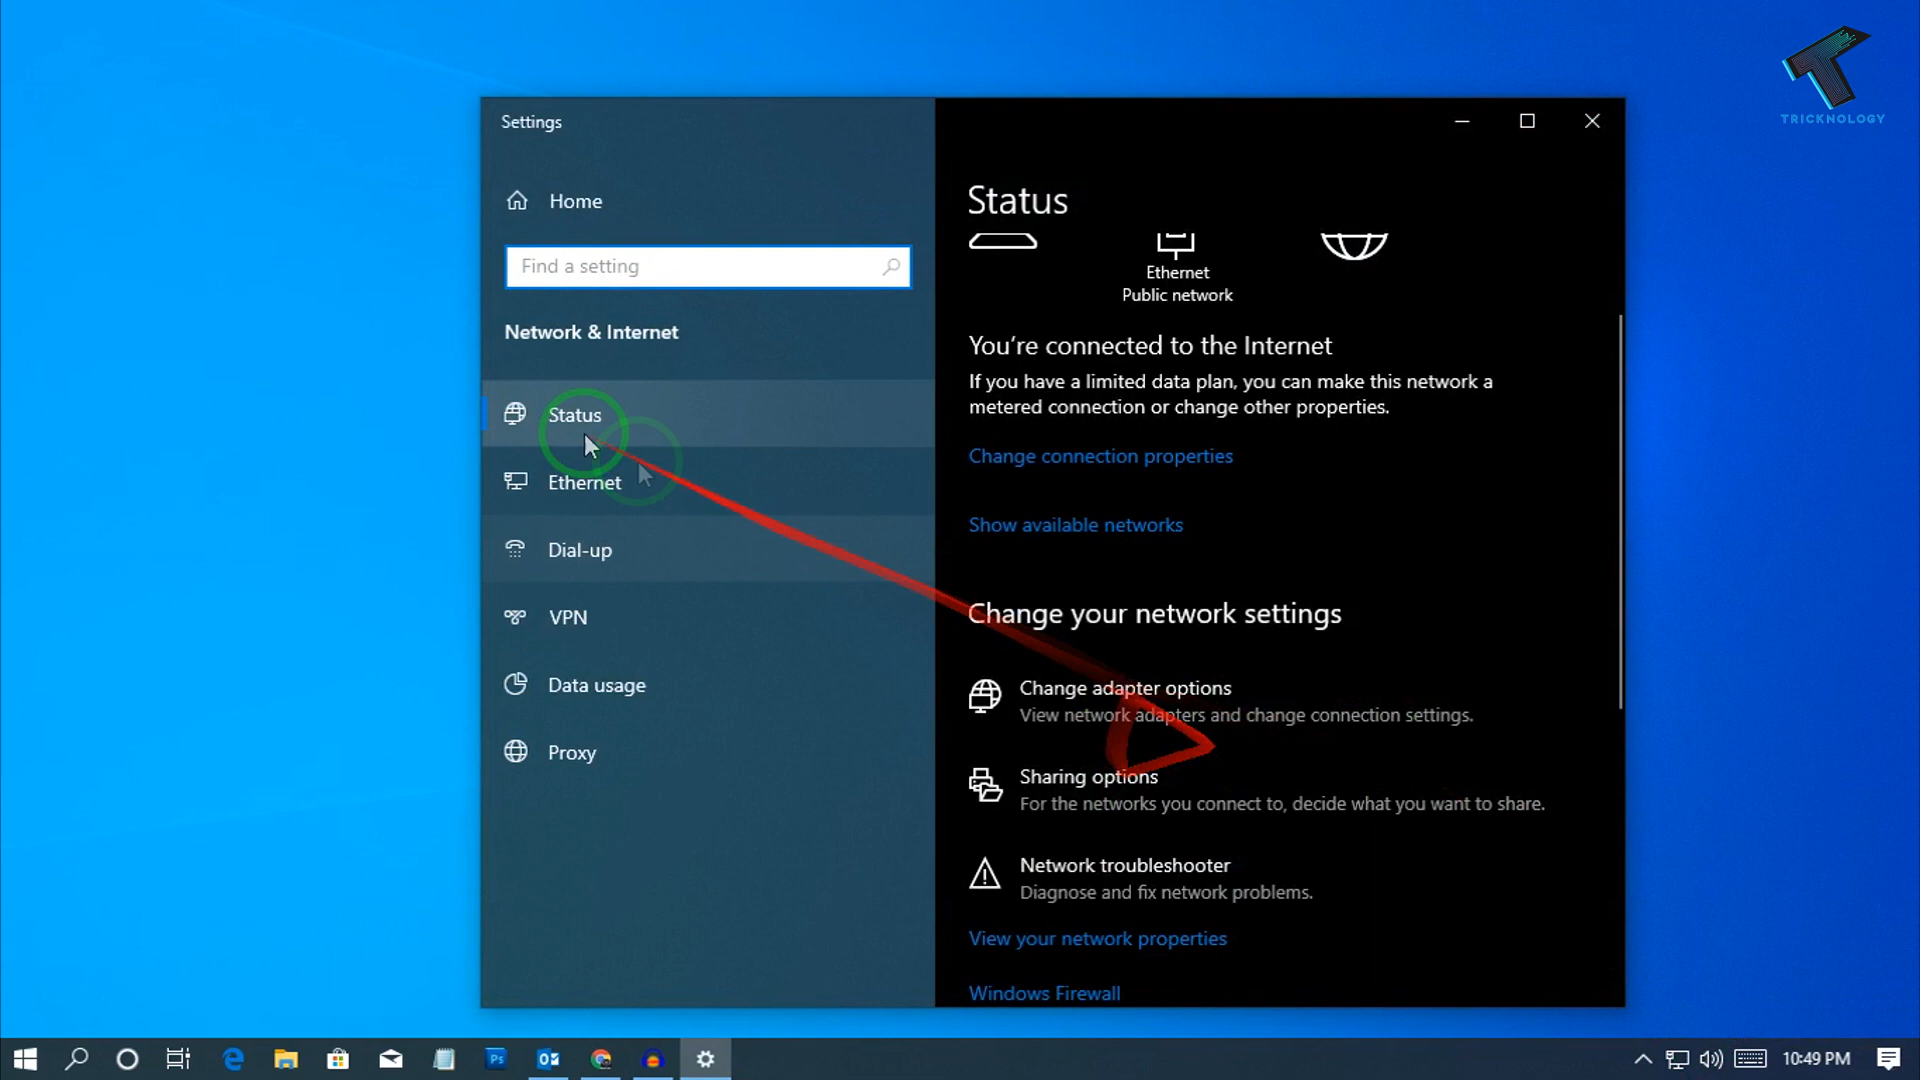 TRICKNOLOGY
Settings
Home
Find a setting
Network & Internet
Status
Ethernet
Dial-up
VPN
Data usage
Proxy
Status
Ethernet
Public network
You're connected to the Internet
If you have a limited data plan, you can make this network a
metered connection or change other properties.
Change connection properties
Show available networks
Change your network settings
Change adapter options
View network adapters and change connection settings.
Sharing options
For the networks you connect to, decide what you want to share.
Network troubleshooter
Diagnose and fix network problems.
View your network properties
Windows Firewall
Ps
10:49 PM